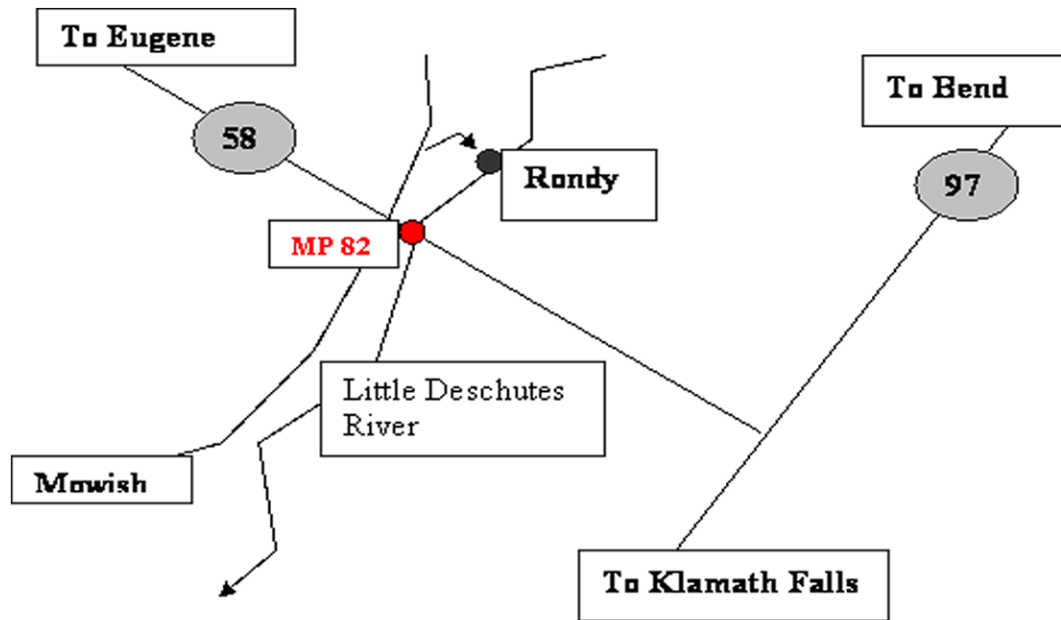 To Eugene
58
To Bend
97
Rondy
MP 82
Little Deschutes
River
Mowish
To Klamath Falls